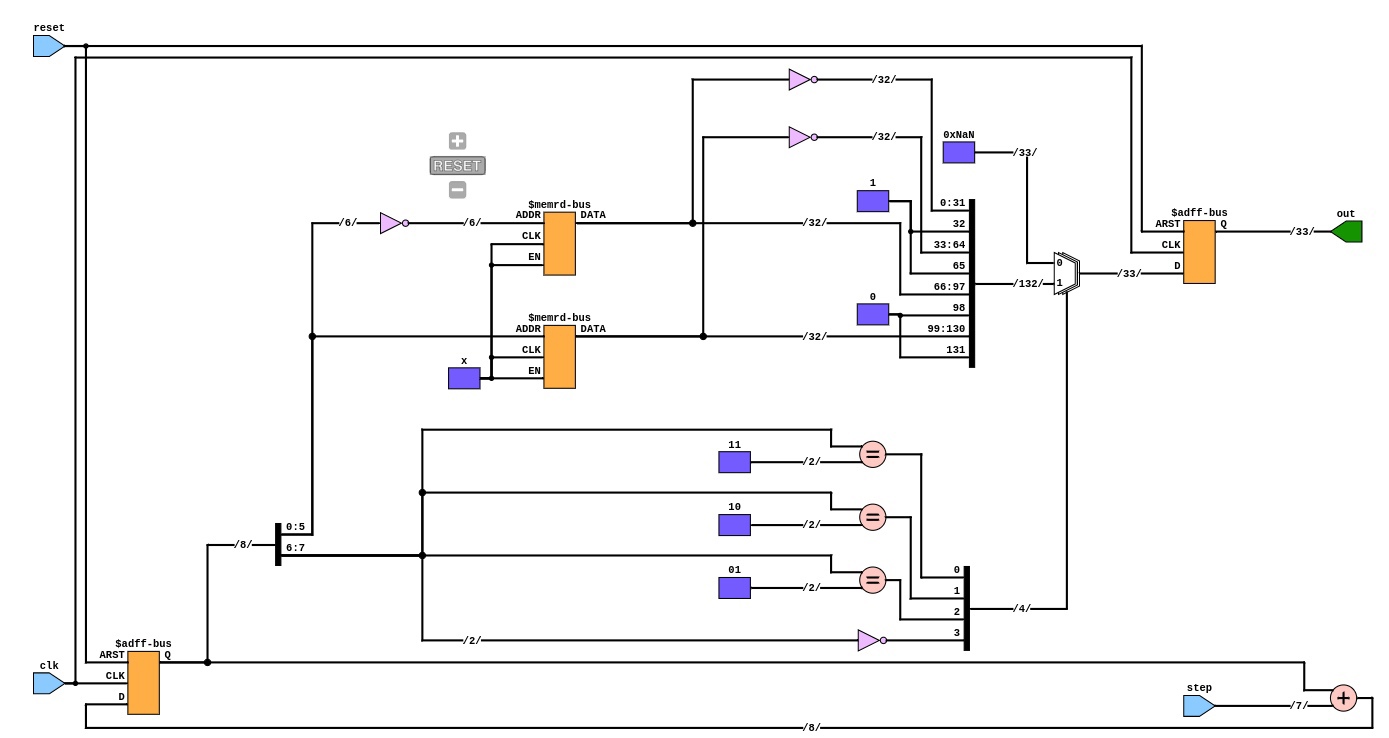 reset
/32/
/32/
0xNaN
/33/
RESET
1
0:31
$memrd-bus
/6/
/6/
ADDR
DATA
/32/
32
CLK
33:64
EN
65
66:97
0
98
$memrd-bus
ADDR
DATA
/32/
99:130
CLK
131
x
EN
/132/
0
1
/33/
$adff-bus
ARST
Q
CLK
D
/33/
out
11
/2/
=
10
/2/
=
01
/2/
=
/8/
0:5
6:7
/2/
0
1
2
3
/4/
$adff-bus
ARST
Q
clk
CLK
D
step
/7/
+
/8/